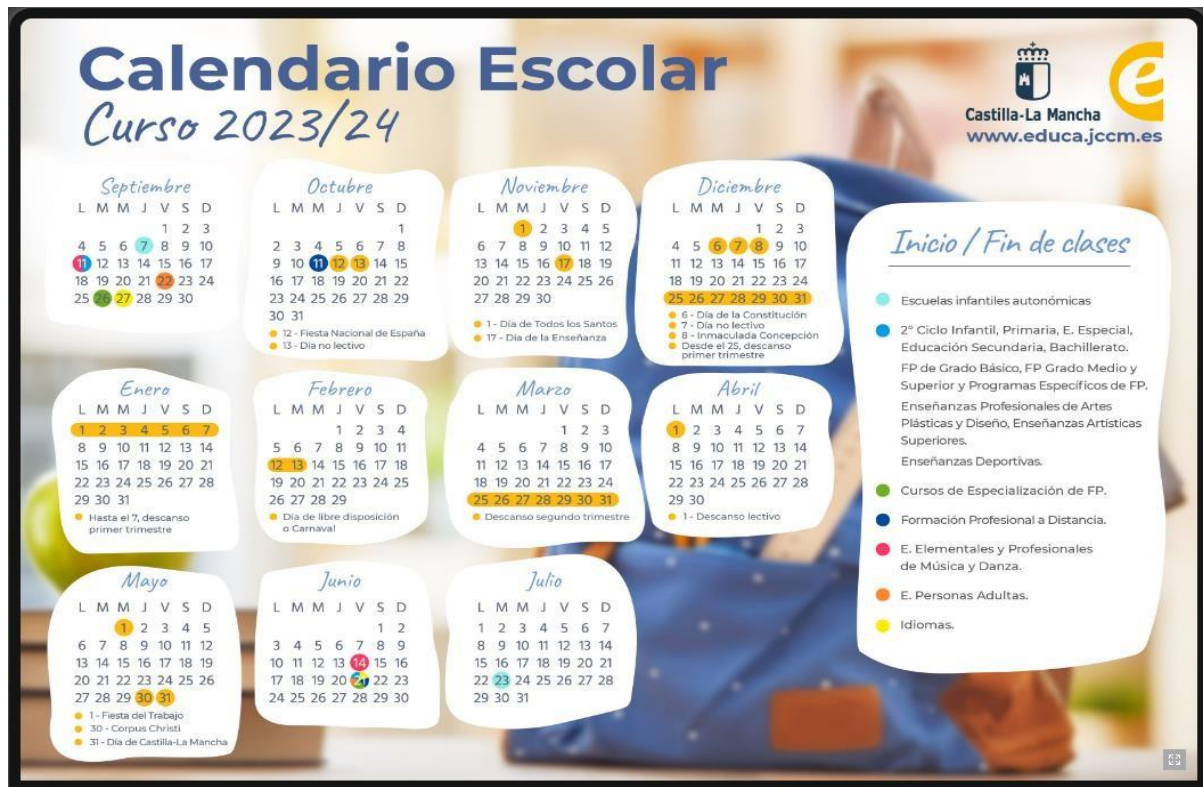 Calendario Escolar
Curso 2023/24
Castilla-La Mancha
www.educa.jccm.es
Septiembre
L M M J V S D
1 2 3
4 5 6 7 8 9 10
11 12 13 14 15 16 17
18 19 20 21 22 23 24
25 26 27 28 29 30
Octubre
L M M J V S D
1
2 3 4 5 6 7 8
9 10 11 12 13 14 15
16 17 18 19 20 21 22
23 24 25 26 27 28 29
30 31
12 - Fiesta Nacional de España
13 - Día no lectivo
Noviembre
L M M J V S D
1 2 3 4 5
6 7 8 9 10 11 12
13 14 15 16 17 18 19
20 21 22 23 24 25 26
27 28 29 30
1 - Día de Todos los Santos
17 - Día de la Enseñanza
Diciembre
L M M J V S D
1 2 3
4 5 6 7 8 9 10
11 12 13 14 15 16 17
18 19 20 21 22 23 24
25 26 27 28 29 30 31
6 - Día de la Constitución
7 - Día no lectivo
8 - Inmaculada Concepción
Desde el 25, descanso
primer trimestre
Enero
L M M J V S D
1 2 3 4 5 6 7
8 9 10 11 12 13 14
15 16 17 18 19 20 21
22 23 24 25 26 27 28
29 30 31
Hasta el 7, descanso
primer trimestre
Febrero
L M M J V S D
1 2 3 4
5 6 7 8 9 10 11
12 13 14 15 16 17 18
19 20 21 22 23 24 25
26 27 28 29
Día de libre disposición
o Carnaval
Marzo
L M M J V S D
1 2 3
4 5 6 7 8 9 10
11 12 13 14 15 16 17
18 19 20 21 22 23 24
25 26 27 28 29 30 31
Descanso segundo trimestre
Abril
L M M J V S D
1 2 3 4 5 6 7
8 9 10 11 12 13 14
15 16 17 18 19 20 21
22 23 24 25 26 27 28
29 30
1 - Descanso lectivo
Mayo
L M M J V S D
1 2 3 4 5
6 7 8 9 10 11 12
13 14 15 16 17 18 19
20 21 22 23 24 25 26
27 28 29 30 31
1 - Fiesta del Trabajo
30 - Corpus Christi
31 - Día de Castilla-La Mancha
Junio
L M M J V S D
1 2
3 4 5 6 7 8 9
10 11 12 13 14 15 16
17 18 19 20 21 22 23
24 25 26 27 28 29 30
Julio
L M M J V S D
1 2 3 4 5 6 7
8 9 10 11 12 13 14
15 16 17 18 19 20 21
22 23 24 25 26 27 28
29 30 31
Inicio / Fin de clases
Escuelas infantiles autonómicas
2º Ciclo Infantil, Primaria, E. Especial,
Educación Secundaria, Bachillerato.
FP de Grado Básico, FP Grado Medio y
Superior y Programas Específicos de FP.
Enseñanzas Profesionales de Artes
Plásticas y Diseño, Enseñanzas Artísticas
Superiores.
Enseñanzas Deportivas.
Cursos de Especialización de FP.
Formación Profesional a Distancia.
E. Elementales y Profesionales
de Música y Danza.
E. Personas Adultas.
Idiomas.